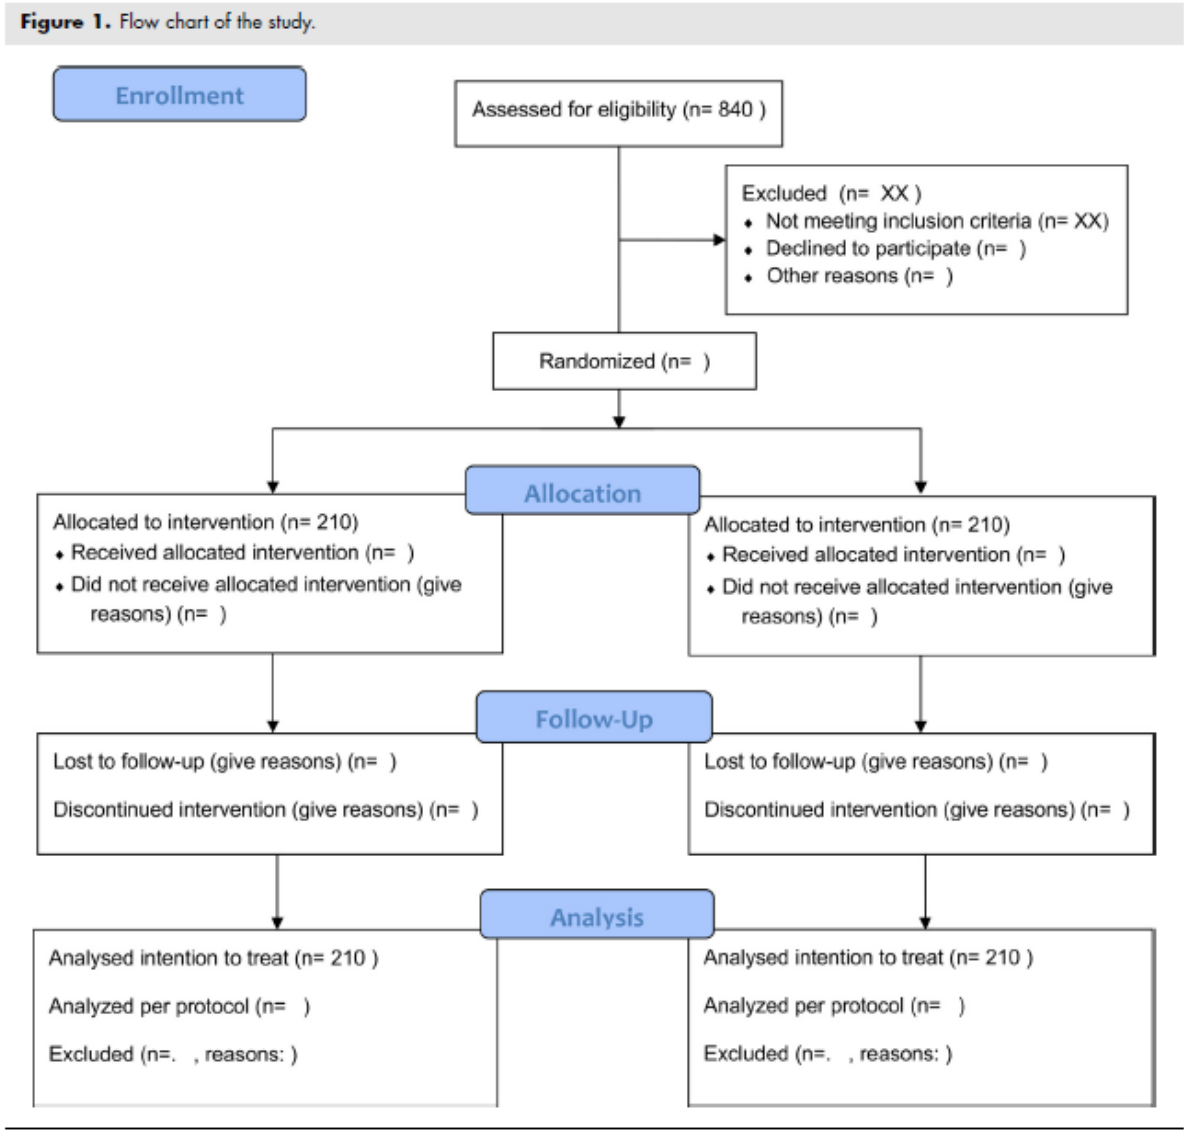 Figure 1. Flow chart of the study.
Enrollment
Assessed for eligibility (n= 840 )
Excluded (n= XX )
⬥ Not meeting inclusion criteria (n= XX)
⬥ Declined to participate (n= )
⬥ Other reasons (n= )
Randomized (n= )
Allocation
Allocated to intervention (n= 210)
⬥ Received allocated intervention (n= )
⬥ Did not receive allocated intervention (give
reasons) (n= )
Allocated to intervention (n= 210)
⬥ Received allocated intervention (n= )
⬥ Did not receive allocated intervention (give
reasons) (n= )
Follow-Up
Lost to follow-up (give reasons) (n= )
Discontinued intervention (give reasons) (n= )
Lost to follow-up (give reasons) (n= )
Discontinued intervention (give reasons) (n= )
Analysis
Analysed intention to treat (n= 210 )
Analyzed per protocol (n= )
Excluded (n=. , reasons: )
Analysed intention to treat (n= 210 )
Analyzed per protocol (n= )
Excluded (n=. , reasons: )